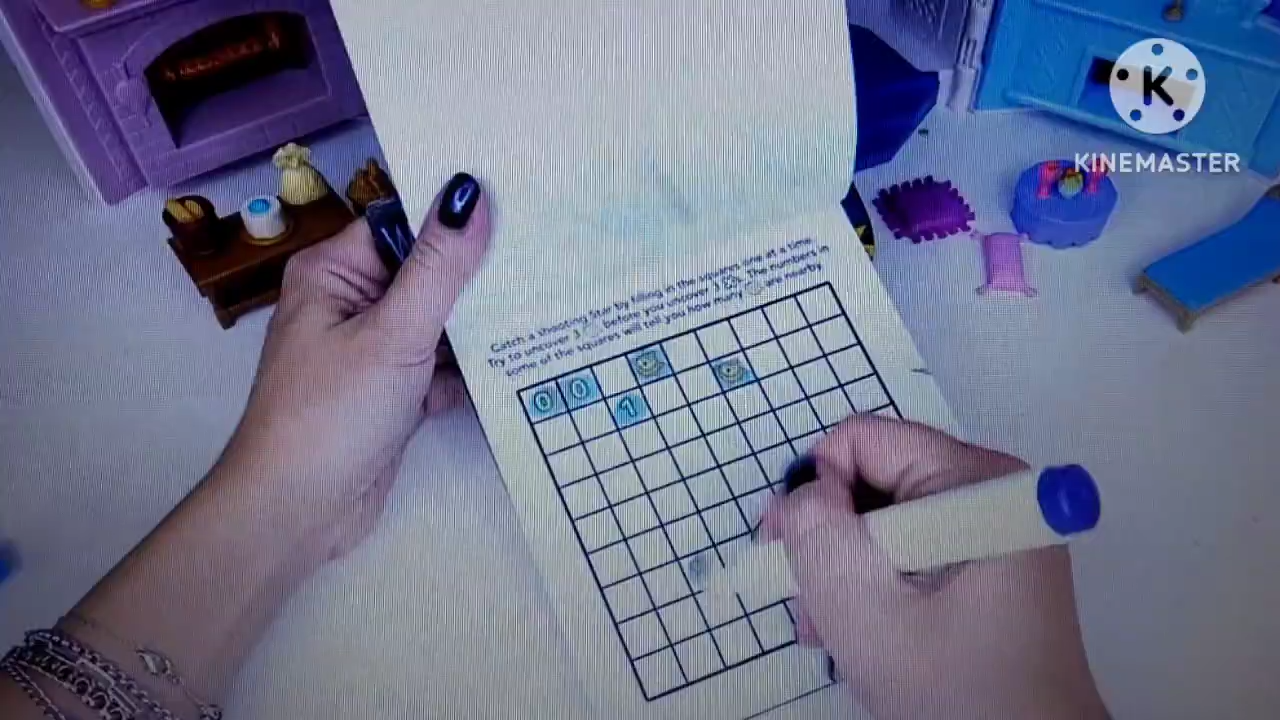 K
KINEMASTER
Catch a Shooting Star by filling in the squares one at a time.
Try to uncover 3 before you uncover 3 . The numbers in
some of the squares will tell you how many are nearby
0 0
1